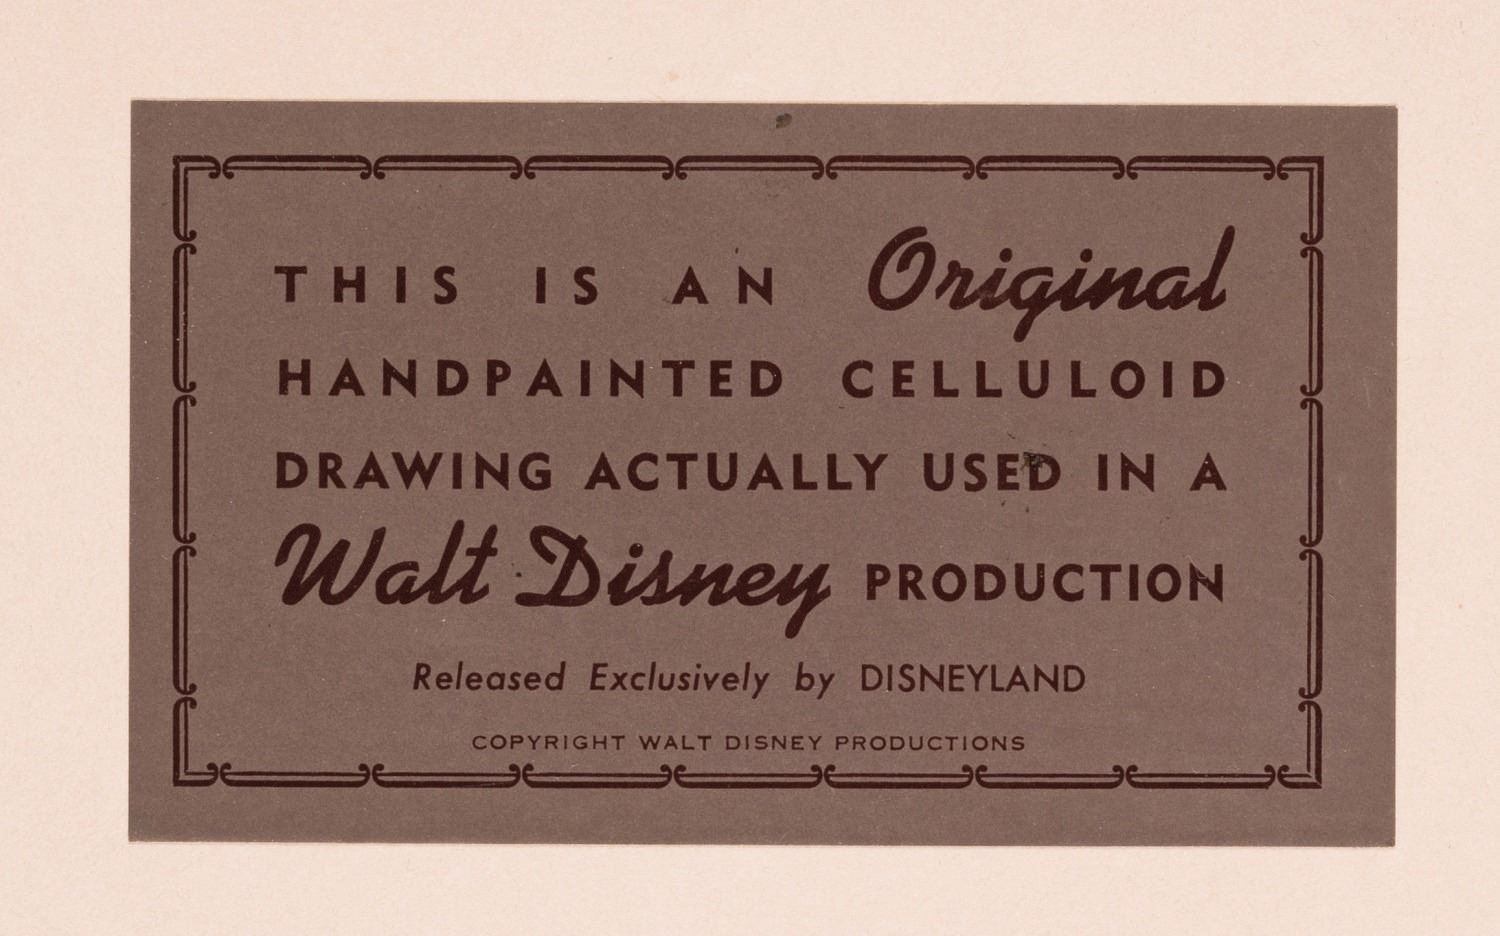 THIS IS AN Original
HANDPAINTED CELLULOID
DRAWING ACTUALLY USED IN A
Walt Disney PRODUCTION
Released Exclusively by DISNEYLAND
COPYRIGHT WALT DISNEY PRODUCTIONS